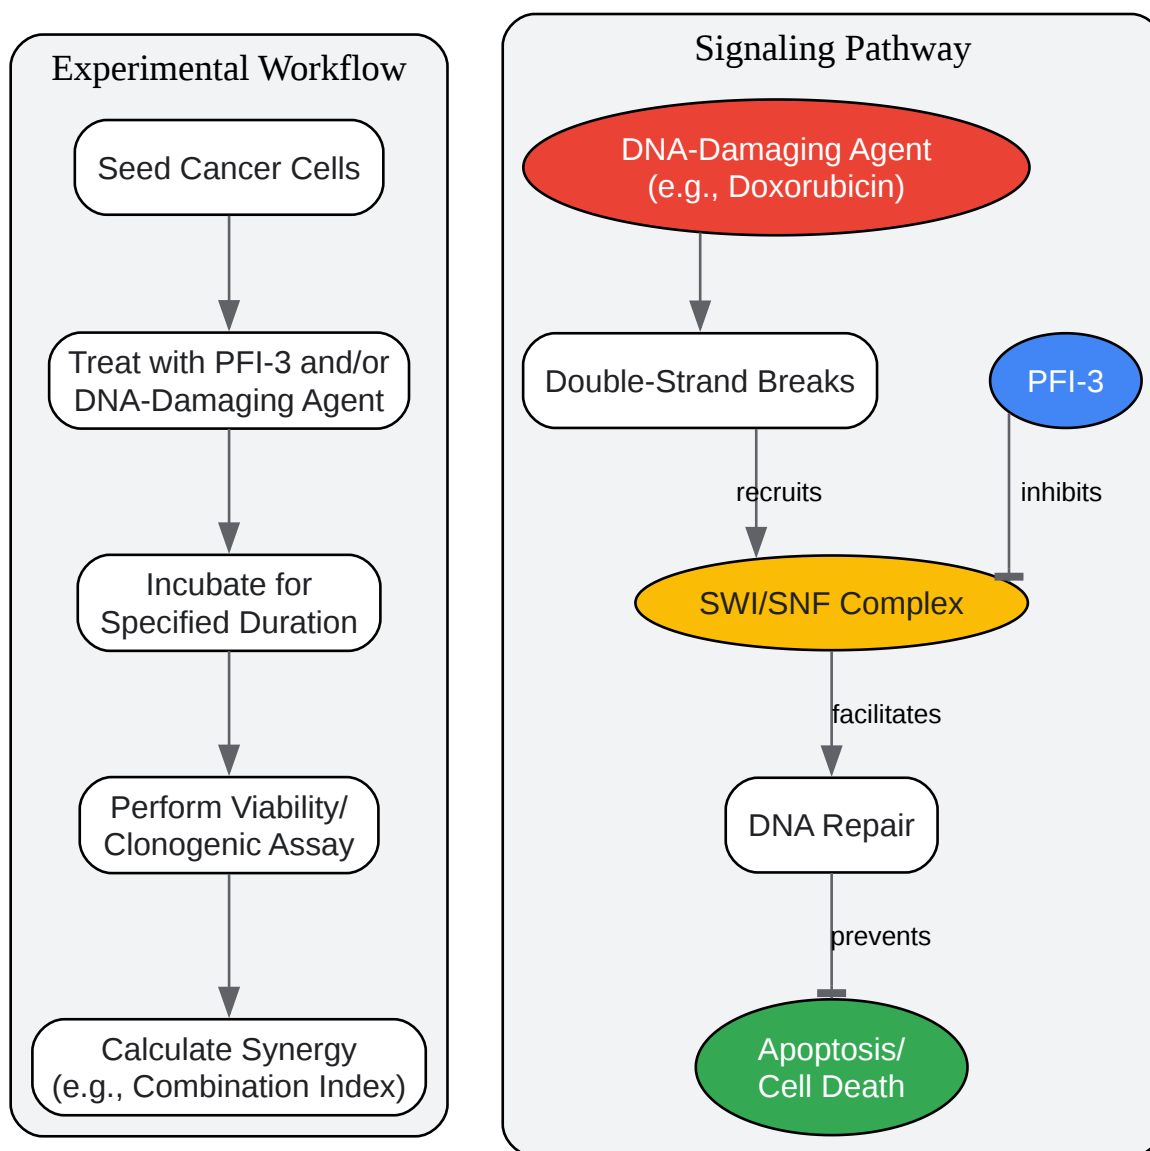 Experimental Workflow
Seed Cancer Cells
Treat with PFI-3 and/or
DNA-Damaging Agent
Incubate for
Specified Duration
Perform Viability/
Clonogenic Assay
Calculate Synergy
(e.g., Combination Index)
Signaling Pathway
DNA-Damaging Agent
(e.g., Doxorubicin)
Double-Strand Breaks
PFI-3
recruits
inhibits
SWI/SNF Complex
facilitates
DNA Repair
prevents
Apoptosis/
Cell Death